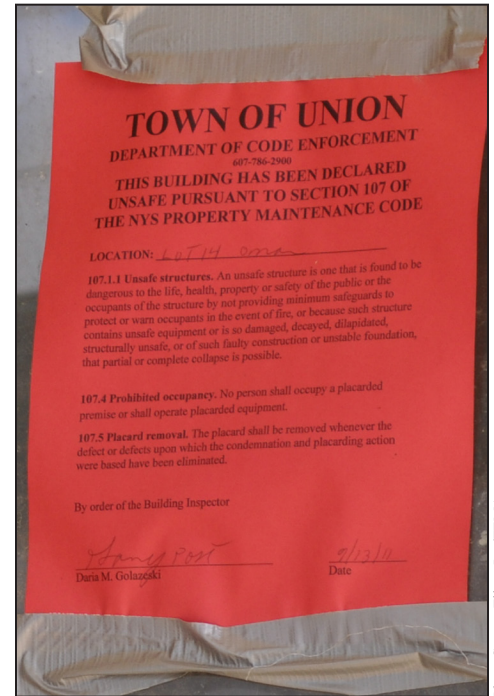 TOWN OF UNION
DEPARTMENT OF CODE ENFORCEMENT
607-786-2900
THIS BUILDING HAS BEEN DECLARED
UNSAFE PURSUANT TO SECTION 107 OF
THE NYS PROPERTY MAINTENANCE CODE
LOCATION: LOT 14
107.1.1 Unsafe structures. An unsafe structure is one that is found to be
dangerous to the life, health, property or safety of the public or the
occupants of the structure by not providing minimum safeguards to
protect or warn occupants in the event of fire, or because such structure
contains unsafe equipment or is so damaged, decayed, dilapidated,
structurally unsafe, or of such faulty construction or unstable foundation,
that partial or complete collapse is possible.
107.4 Prohibited occupancy. No person shall occupy a placarded
premise or shall operate placarded equipment.
107.5 Placard removal. The placard shall be removed whenever the
defect or defects upon which the condemnation and placarding action
were based have been eliminated.
By order of the Building Inspector
Post 9/13/11
Daria M. Golazeski Date